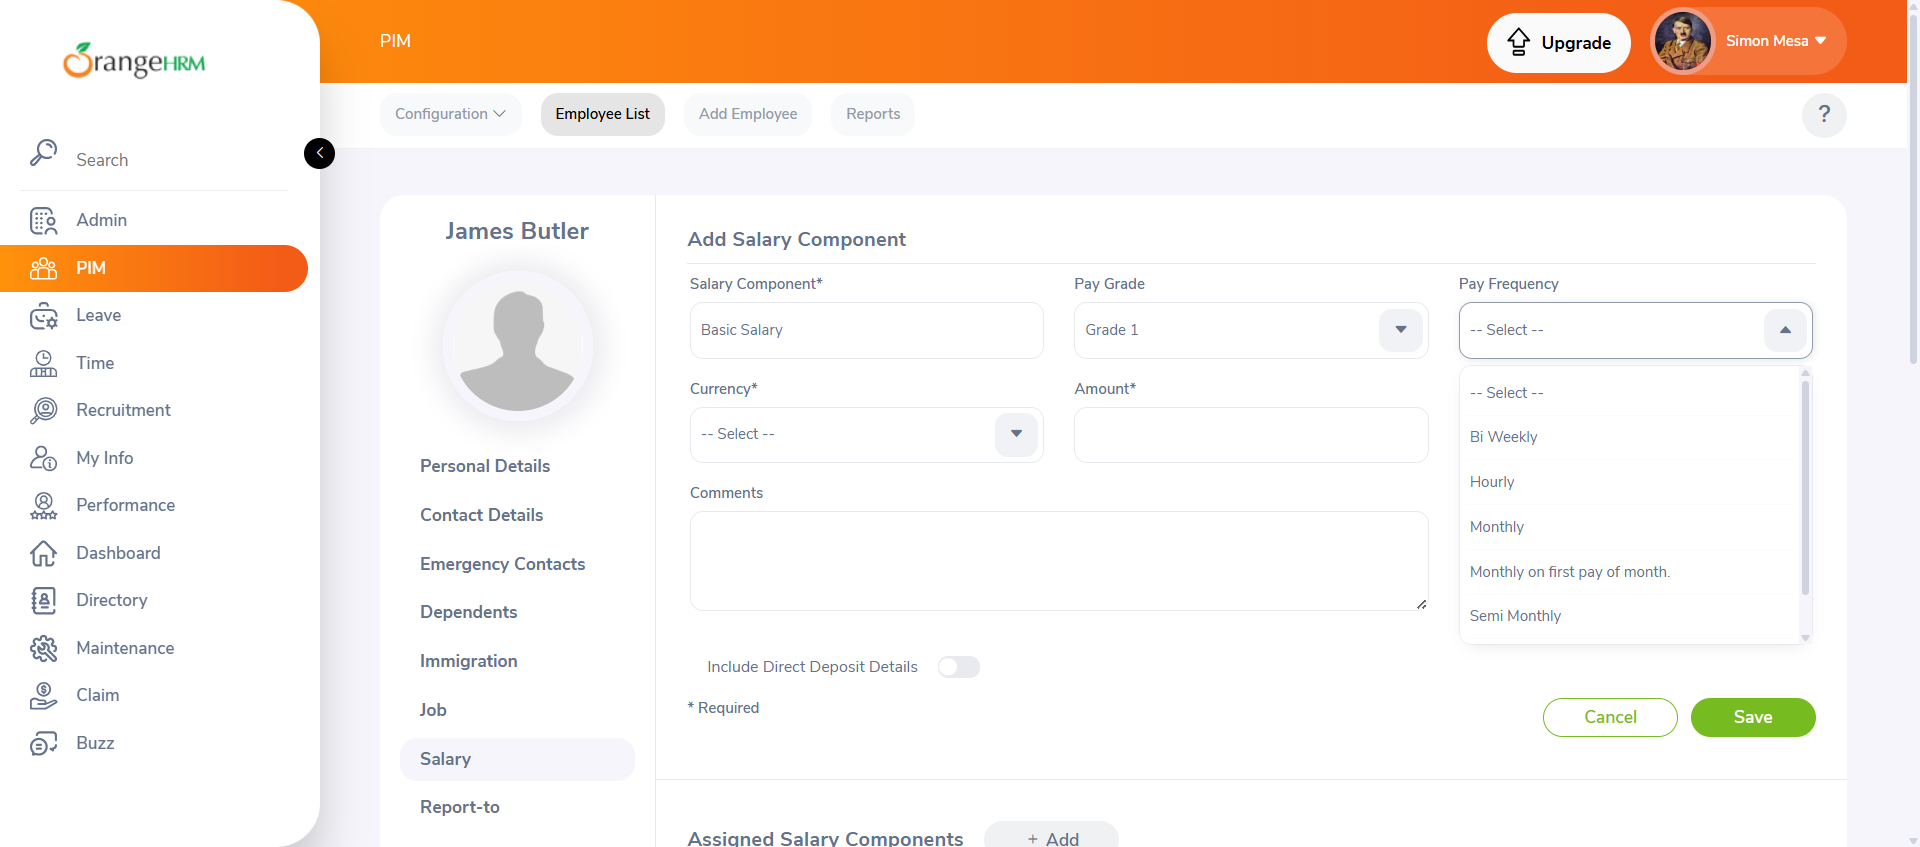 OrangeHRM
PIM
Upgrade
Simon Mesa
Configuration
Employee List
Add Employee
Reports
?
Search
Admin
PIM
Leave
Time
Recruitment
My Info
Performance
Dashboard
Directory
Maintenance
Claim
Buzz
James Butler
Personal Details
Contact Details
Emergency Contacts
Dependents
Immigration
Job
Salary
Report-to
Add Salary Component
Salary Component*
Basic Salary
Pay Grade
Grade 1
Pay Frequency
-- Select --
-- Select --
Bi Weekly
Hourly
Monthly
Monthly on first pay of month.
Semi Monthly
Currency*
-- Select --
Amount*
Comments
Include Direct Deposit Details
* Required
Cancel
Save
Assigned Salary Components
+ Add